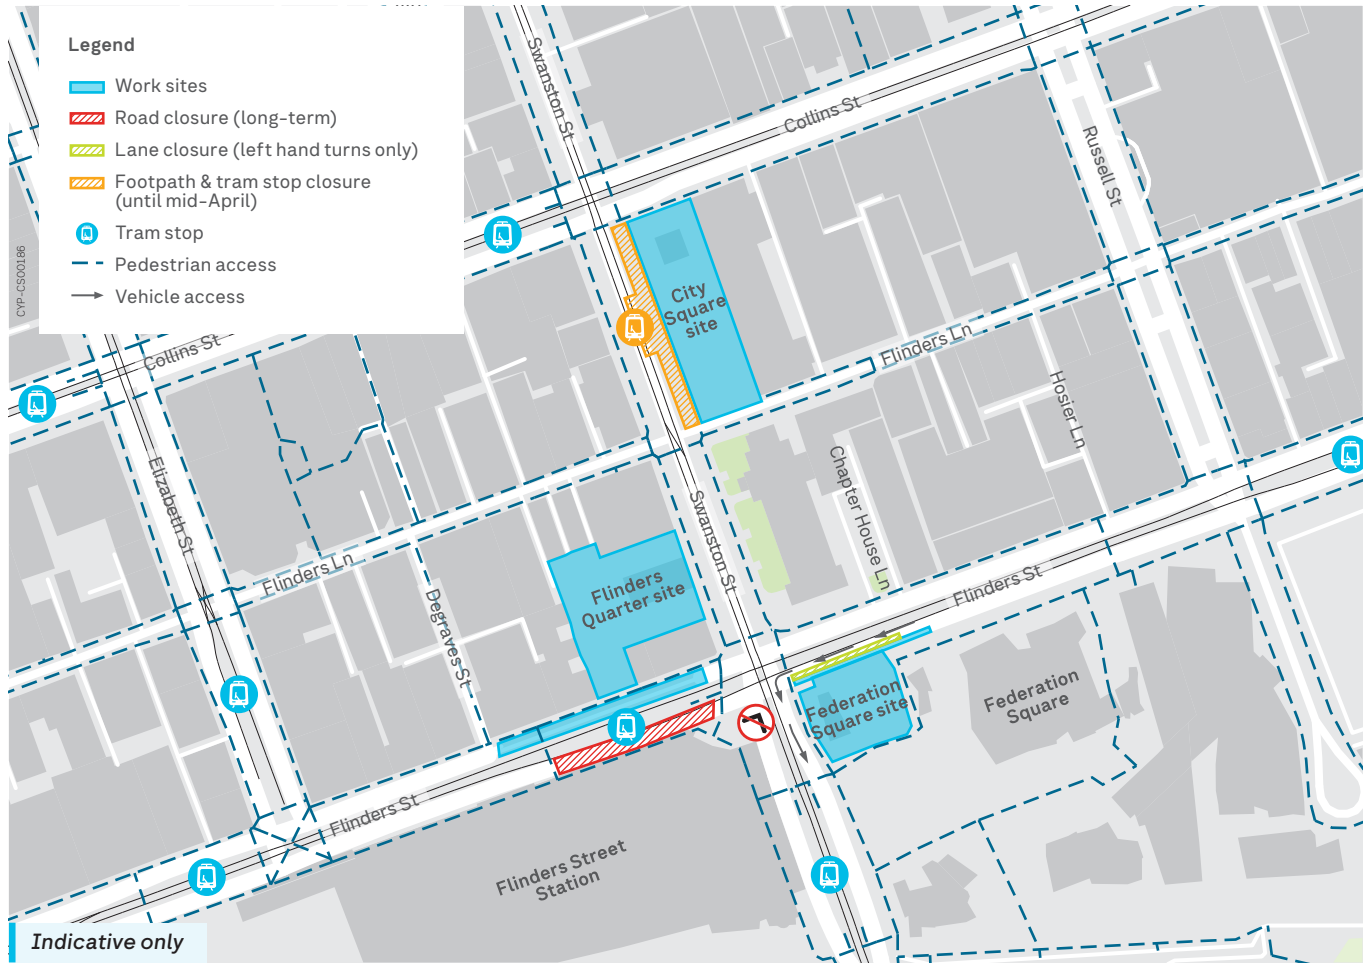 Legend
Work sites
Road closure (long-term)
Lane closure (left hand turns only)
Footpath & tram stop closure
(until mid-April)
Tram stop
Pedestrian access
Vehicle access
CYP-CS00186
Swanston St
Collins St
Russell St
City
Square
site
Collins St
Flinders Ln
Hosier Ln
Chapter House Ln
Elizabeth St
Swanston St
Flinders Ln
Degraves St
Flinders
Quarter site
Flinders St
Federation
Square site
Federation
Square
Flinders St
Flinders Street
Station
Indicative only